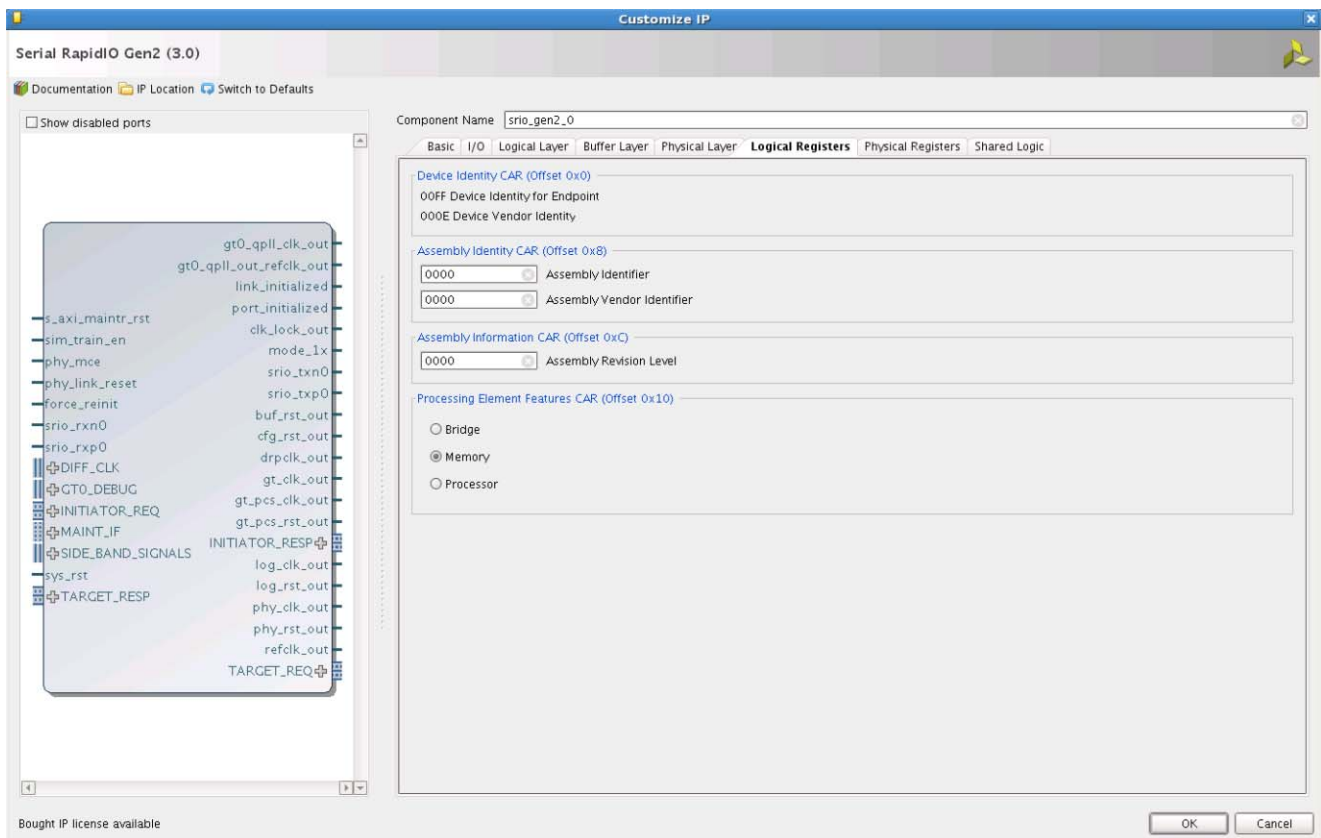 Customize IP
Serial RapidIO Gen2 (3.0)
Documentation IP Location Switch to Defaults
Show disabled ports
s_axi_maintr_rst
sim_train_en
phy_mce
phy_link_reset
force_reinit
srio_rxn0
srio_rxp0
DIFF_CLK
GT0_DEBUG
INITIATOR_REQ
MAINT_IF
SIDE_BAND_SIGNALS
sys_rst
TARGET_RESP
gt0_qpll_clk_out
gt0_qpll_out_refclk_out
link_initialized
port_initialized
clk_lock_out
mode_1x
srio_txn0
srio_txp0
buf_rst_out
cfg_rst_out
drpclk_out
gt_clk_out
gt_pcs_clk_out
gt_pcs_rst_out
INITIATOR_RESP
log_clk_out
log_rst_out
phy_clk_out
phy_rst_out
refclk_out
TARGET_REQ
Component Name srio_gen2_0
Basic I/O Logical Layer Buffer Layer Physical Layer Logical Registers Physical Registers Shared Logic
Device Identity CAR (Offset 0x0)
00FF Device Identity for Endpoint
000E Device Vendor Identity
Assembly Identity CAR (Offset 0x8)
0000 Assembly Identifier
0000 Assembly Vendor Identifier
Assembly Information CAR (Offset 0xC)
0000 Assembly Revision Level
Processing Element Features CAR (Offset 0x10)
Bridge
Memory
Processor
Bought IP license available
OK Cancel